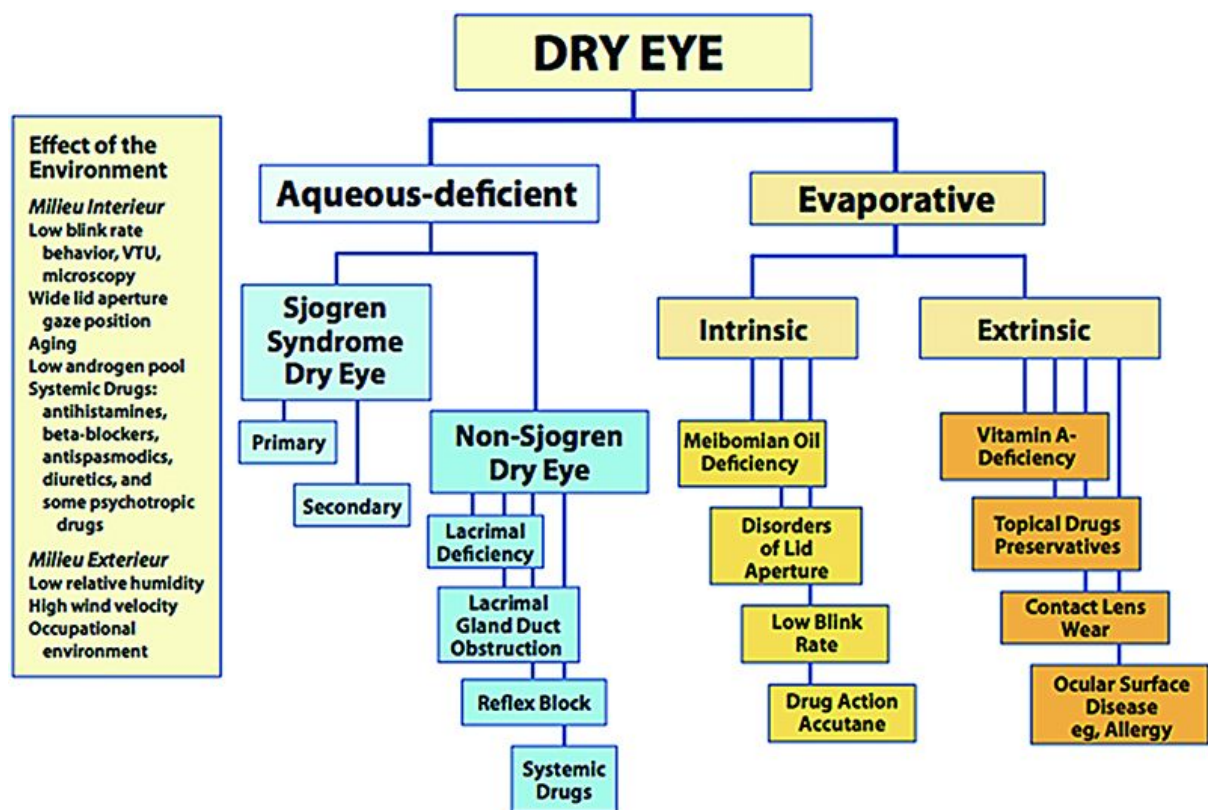 DRY EYE
Effect of the
Environment
Milieu Interieur
Low blink rate
behavior, VTU,
microscopy
Wide lid aperture
gaze position
Aging
Low androgen pool
Systemic Drugs:
antihistamines,
beta-blockers,
antispasmodics,
diuretics, and
some psychotropic
drugs
Milieu Exterieur
Low relative humidity
High wind velocity
Occupational
environment
Aqueous-deficient
Sjogren
Syndrome
Dry Eye
Primary
Secondary
Non-Sjogren
Dry Eye
Lacrimal
Deficiency
Lacrimal
Gland Duct
Obstruction
Reflex Block
Systemic
Drugs
Evaporative
Intrinsic
Meibomian Oil
Deficiency
Disorders
of Lid
Aperture
Low Blink
Rate
Drug Action
Accutane
Extrinsic
Vitamin A-
Deficiency
Topical Drugs
Preservatives
Contact Lens
Wear
Ocular Surface
Disease
eg, Allergy